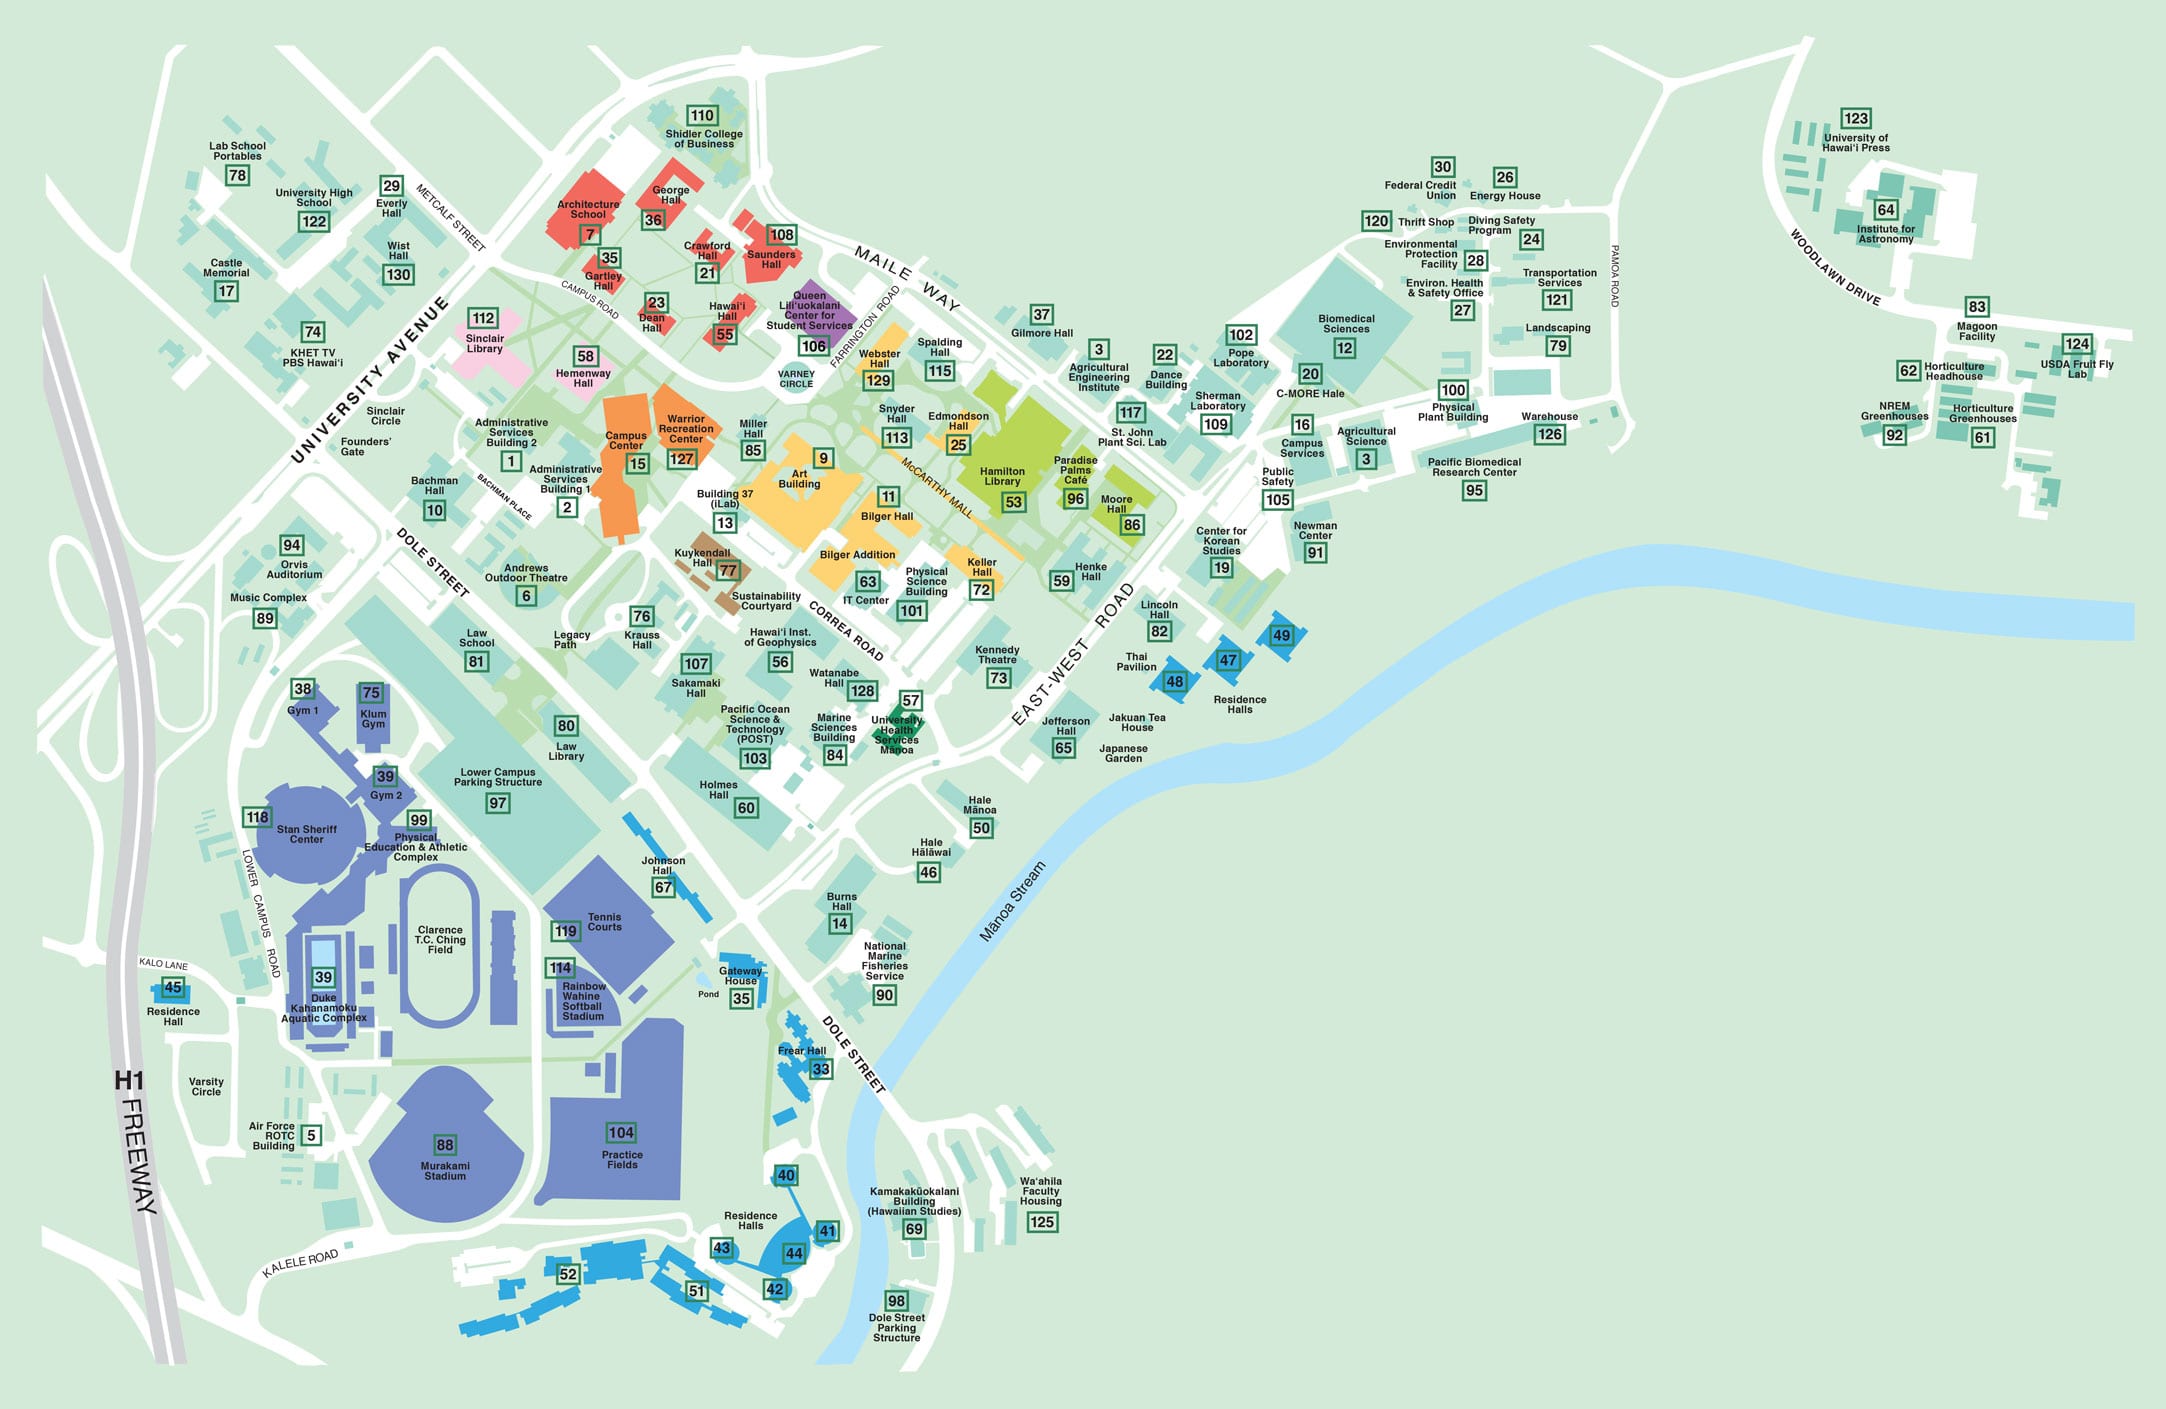 110
Shidler College
of Business
123
University of
Hawai‘i Press
Lab School
Portables
78
University High
School
122
29
Everly
Hall
METCALF STREET
Wist
Hall
130
Castle
Memorial
17
74
KHET TV
PBS Hawai‘i
Architecture
School
7
George
Hall
36
35
Gartley
Hall
Crawford
Hall
21
108
Saunders
Hall
CAMPUS ROAD
23
Dean
Hall
Hawai‘i
Hall
55
Queen
Lili‘uokalani
Center for
Student Services
106
MAILE WAY
FARRINGTON ROAD
VARNEY
CIRCLE
30
Federal Credit
Union
26
Energy House
120
Thrift Shop
Diving Safety
Program
24
Environmental
Protection
Facility
28
Environ. Health
& Safety Office
27
Transportation
Services
121
Landscaping
79
PAMOA ROAD
64
Institute for
Astronomy
WOODLAWN DRIVE
83
Magoon
Facility
124
USDA Fruit Fly
Lab
62
Horticulture
Headhouse
NREM
Greenhouses
92
Horticulture
Greenhouses
61
112
Sinclair
Library
58
Hemenway
Hall
UNIVERSITY AVENUE
Sinclair
Circle
Founders’
Gate
Administrative
Services
Building 2
1
Administrative
Services
Building 1
2
BACHMAN PLACE
Bachman
Hall
10
Campus
Center
15
Warrior
Recreation
Center
127
Miller
Hall
85
Webster
Hall
129
Spalding
Hall
115
37
Gilmore Hall
3
Agricultural
Engineering
Institute
22
Dance
Building
102
Pope
Laboratory
Biomedical
Sciences
12
20
C-MORE Hale
Sherman
Laboratory
109
117
St. John
Plant Sci. Lab
16
Campus
Services
Agricultural
Science
3
100
Physical
Plant Building
Warehouse
126
Pacific Biomedical
Research Center
95
Public
Safety
105
Newman
Center
91
Center for
Korean
Studies
19
Snyder
Hall
113
Edmondson
Hall
25
9
Art
Building
McCARTHY MALL
Hamilton
Library
53
Paradise
Palms
Café
96
Moore
Hall
86
11
Bilger Hall
Bilger Addition
Building 37
(iLab)
13
Kuykendall
Hall
77
Sustainability
Courtyard
63
IT Center
Physical
Science
Building
101
Keller
Hall
72
59
Henke
Hall
EAST-WEST ROAD
Lincoln
Hall
82
Thai
Pavilion
49
47
48
Residence
Halls
Jakuan Tea
House
Japanese
Garden
94
Orvis
Auditorium
Music Complex
89
DOLE STREET
Andrews
Outdoor Theatre
6
Law
School
81
Legacy
Path
76
Krauss
Hall
107
Sakamaki
Hall
Hawai‘i Inst.
of Geophysics
56
CORREA ROAD
Watanabe
Hall
128
57
University
Health
Services
Mānoa
Kennedy
Theatre
73
Jefferson
Hall
65
Pacific Ocean
Science &
Technology
(POST)
103
Marine
Sciences
Building
84
Holmes
Hall
60
80
Law
Library
Lower Campus
Parking Structure
97
38
Gym 1
75
Klum
Gym
39
Gym 2
118
Stan Sheriff
Center
99
Physical
Education & Athletic
Complex
LOWER CAMPUS ROAD
Johnson
Hall
67
Hale
Mānoa
50
Hale
Hālāwai
46
Burns
Hall
14
National
Marine
Fisheries
Service
90
Mānoa Stream
Clarence
T.C. Ching
Field
119
Tennis
Courts
114
Rainbow
Wahine
Softball
Stadium
Gateway
House
35
Pond
KALO LANE
45
Residence
Hall
39
Duke
Kahanamoku
Aquatic Complex
DOLE STREET
Frear Hall
33
H1 FREEWAY
Varsity
Circle
Air Force
ROTC
Building
5
88
Murakami
Stadium
104
Practice
Fields
40
Residence
Halls
41
43
44
42
52
51
KALELE ROAD
Kamakakūokalani
Building
(Hawaiian Studies)
69
Wa‘ahila
Faculty
Housing
125
98
Dole Street
Parking
Structure